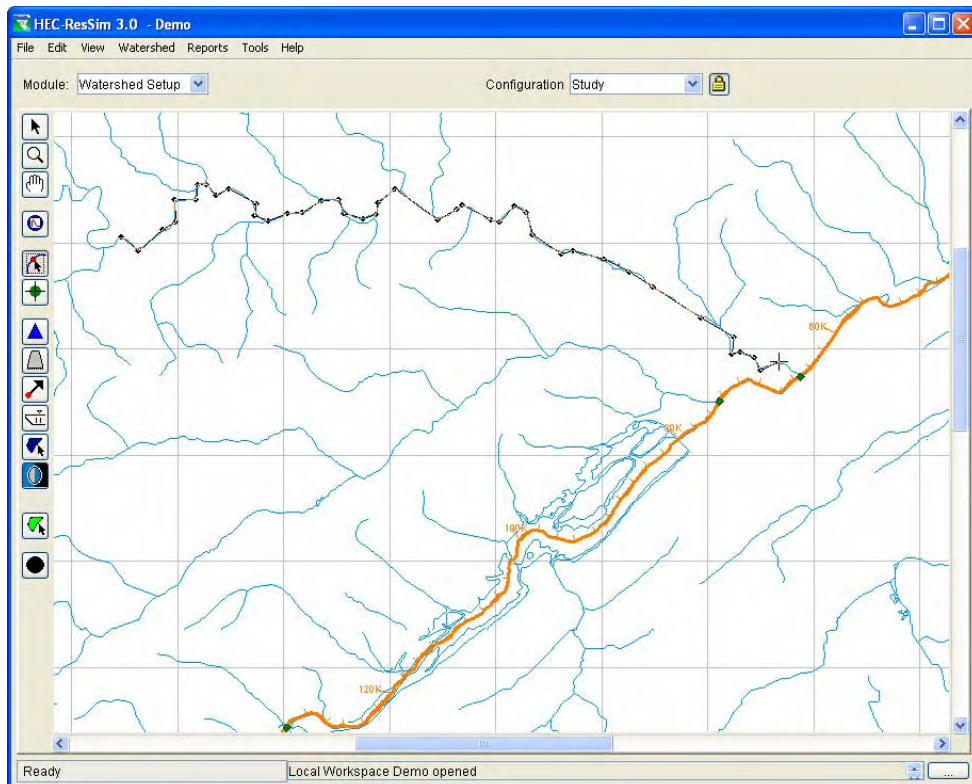 HEC-ResSim 3.0 - Demo
File Edit View Watershed Reports Tools Help
Module: Watershed Setup Configuration Study
60K
80K
100K
120K
Ready Local Workspace Demo opened ...